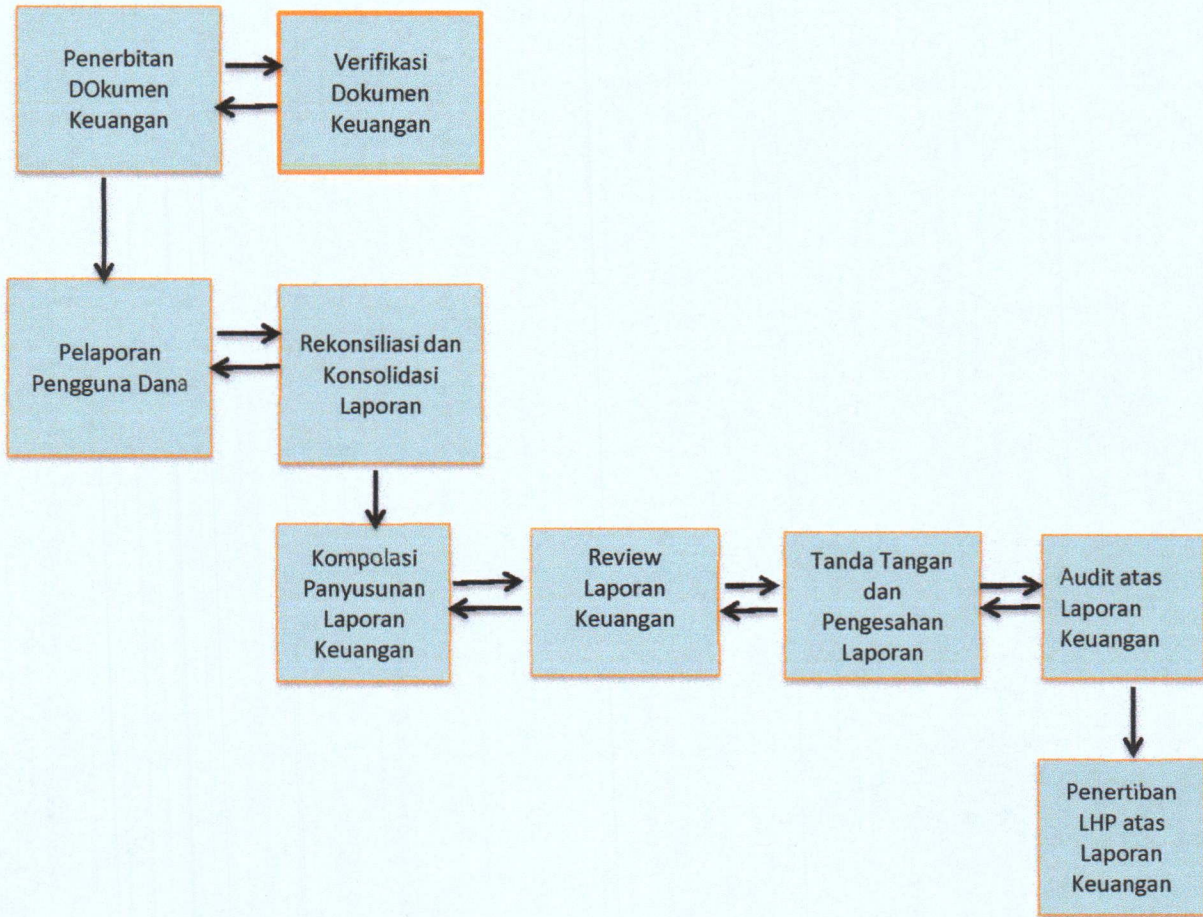 Penerbitan
DOkumen
Keuangan
Verifikasi
Dokumen
Keuangan
Pelaporan
Pengguna Dana
Rekonsiliasi dan
Konsolidasi
Laporan
Kompolasi
Panyusunan
Laporan
Keuangan
Review
Laporan
Keuangan
Tanda Tangan
dan
Pengesahan
Laporan
Audit atas
Laporan
Keuangan
Penertiban
LHP atas
Laporan
Keuangan